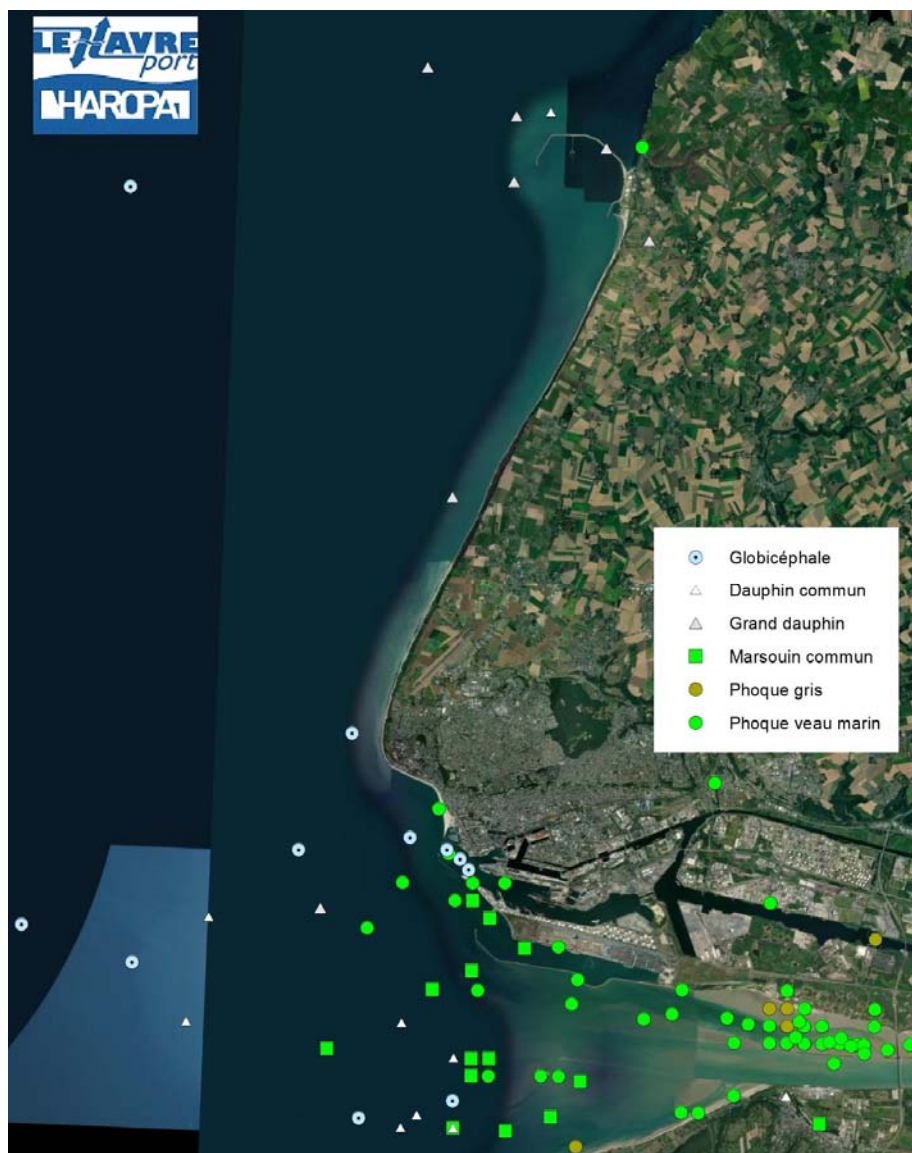 LE HAVRE
port
HAROPA
Globicéphale
Dauphin commun
Grand dauphin
Marsouin commun
Phoque gris
Phoque veau marin